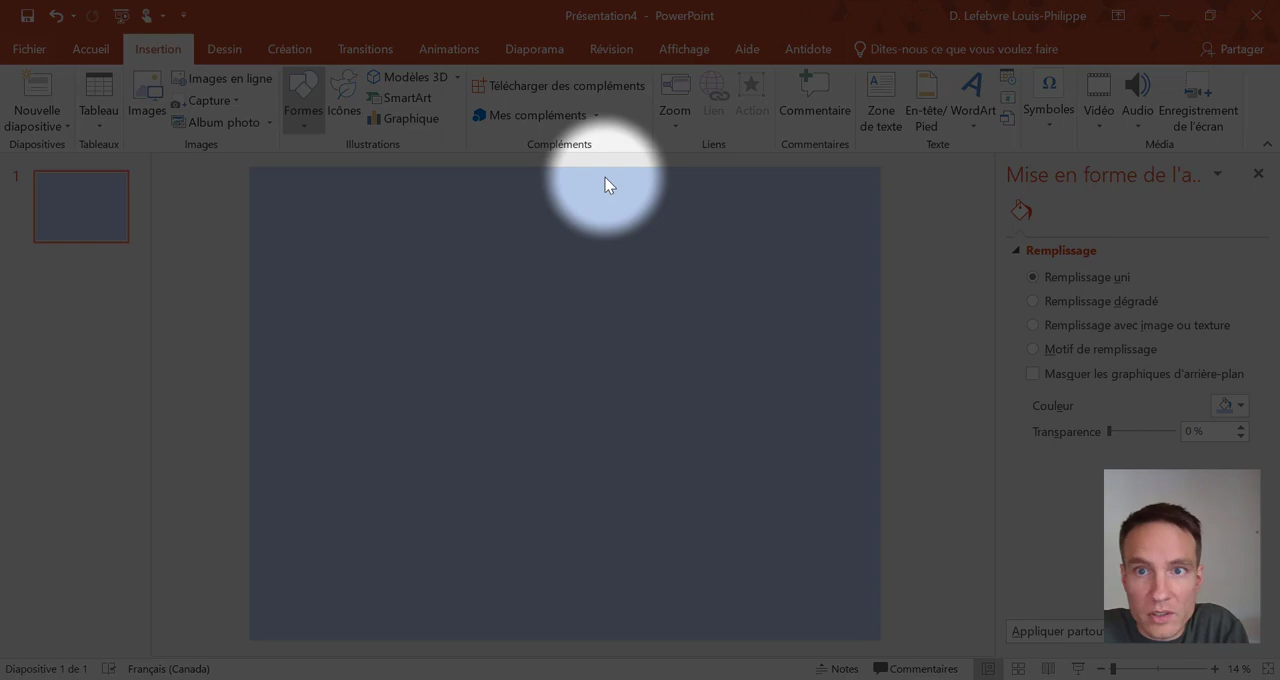 Présentation4 - PowerPoint
D. Lefebvre Louis-Philippe
Fichier Accueil Insertion Dessin Création Transitions Animations Diaporama Révision Affichage Aide Antidote Dites-nous ce que vous voulez faire Partager
Nouvelle diapositive
Tableau
Images
Images en ligne
Capture
Album photo
Formes
Icônes
Modèles 3D
SmartArt
Graphique
Télécharger des compléments
Mes compléments
Zoom
Lien
Action
Commentaire
Zone de texte
En-tête/ Pied
WordArt
Symboles
Vidéo
Audio
Enregistrement de l'écran
Diapositives Tableaux Images Illustrations Compléments Liens Commentaires Texte Média
1
Mise en forme de l'a...
Remplissage
Remplissage uni
Remplissage dégradé
Remplissage avec image ou texture
Motif de remplissage
Masquer les graphiques d'arrière-plan
Couleur
Transparence 0 %
Appliquer partout
Diapositive 1 de 1 Français (Canada) Notes Commentaires 14 %